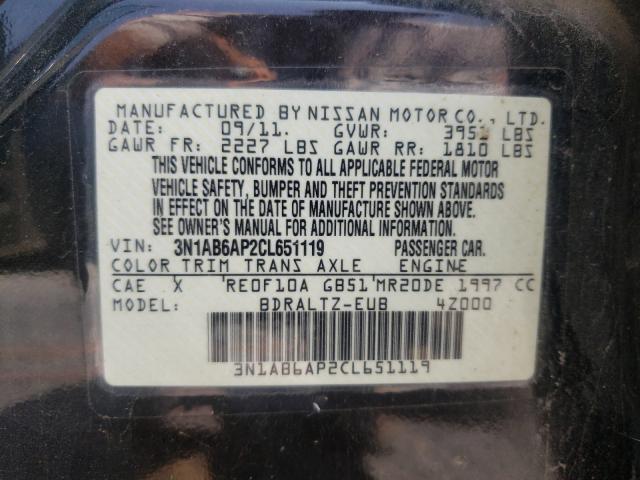 MANUFACTURED BY NISSAN MOTOR CO., LTD.
DATE: 09/11. GVWR: 3951 LBS
GAWR FR: 2227 LBS GAWR RR: 1810 LBS
THIS VEHICLE CONFORMS TO ALL APPLICABLE FEDERAL MOTOR
VEHICLE SAFETY, BUMPER AND THEFT PREVENTION STANDARDS
IN EFFECT ON THE DATE OF MANUFACTURE SHOWN ABOVE.
SEE OWNER'S MANUAL FOR ADDITIONAL INFORMATION.
VIN: 3N1AB6AP2CL651119 PASSENGER CAR.
COLOR TRIM TRANS AXLE ENGINE
CAE X RE0F10A GB51 MR20DE 1997 CC
MODEL: BDRALTZ-EUB 4Z000
3N1AB6AP2CL651119